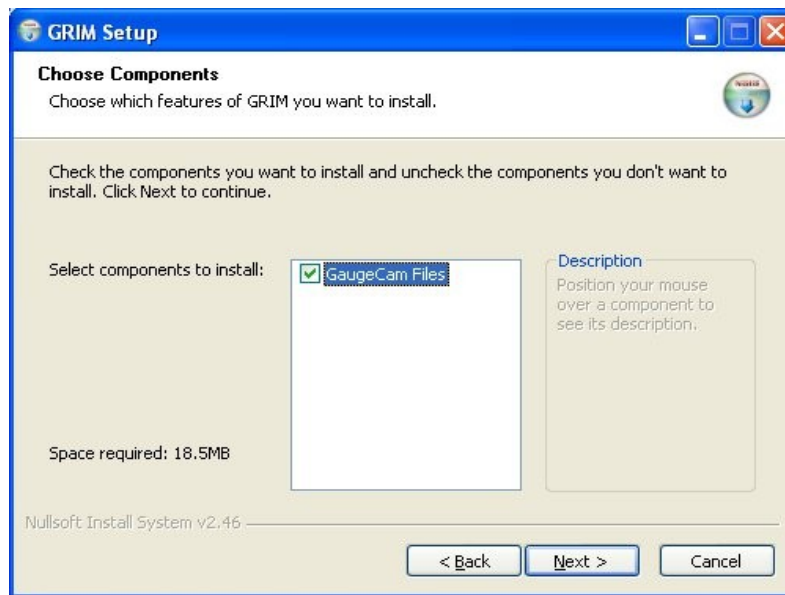 GRIM Setup
Choose Components
Choose which features of GRIM you want to install.
Check the components you want to install and uncheck the components you don't want to
install. Click Next to continue.
Select components to install:
GaugeCam Files
Description
Position your mouse
over a component to
see its description.
Space required: 18.5MB
Nullsoft Install System v2.46
< Back
Next >
Cancel